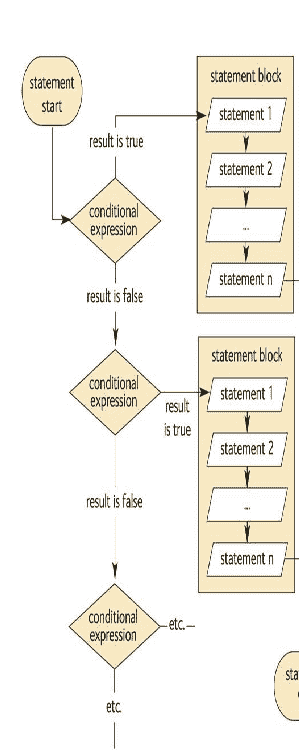 statement
start
statement block
statement 1
result is true
statement 2
conditional
expression
...
statement n
result is false
statement block
conditional
expression
statement 1
result
is true
statement 2
result is false
...
statement n
conditional
expression
etc.
etc.